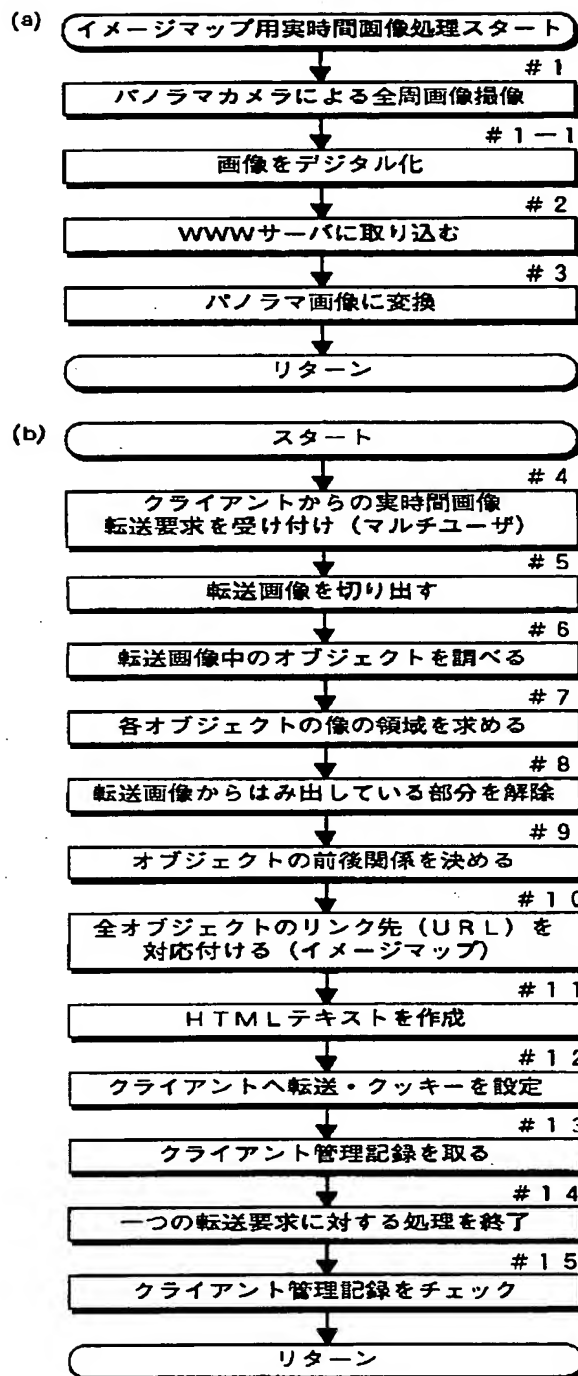 (a) イメージマップ用実時間画像処理スタート
#1
パノラマカメラによる全周画像撮像
#1-1
画像をデジタル化
#2
WWWサーバに取り込む
#3
パノラマ画像に変換
リターン
(b) スタート
#4
クライアントからの実時間画像
転送要求を受け付け(マルチユーザ)
#5
転送画像を切り出す
#6
転送画像中のオブジェクトを調べる
#7
各オブジェクトの像の領域を求める
#8
転送画像からはみ出している部分を解除
#9
オブジェクトの前後関係を決める
#10
全オブジェクトのリンク先(URL)を
対応付ける(イメージマップ)
#11
HTMLテキストを作成
#12
クライアントへ転送・クッキーを設定
#13
クライアント管理記録を取る
#14
一つの転送要求に対する処理を終了
#15
クライアント管理記録をチェック
リターン